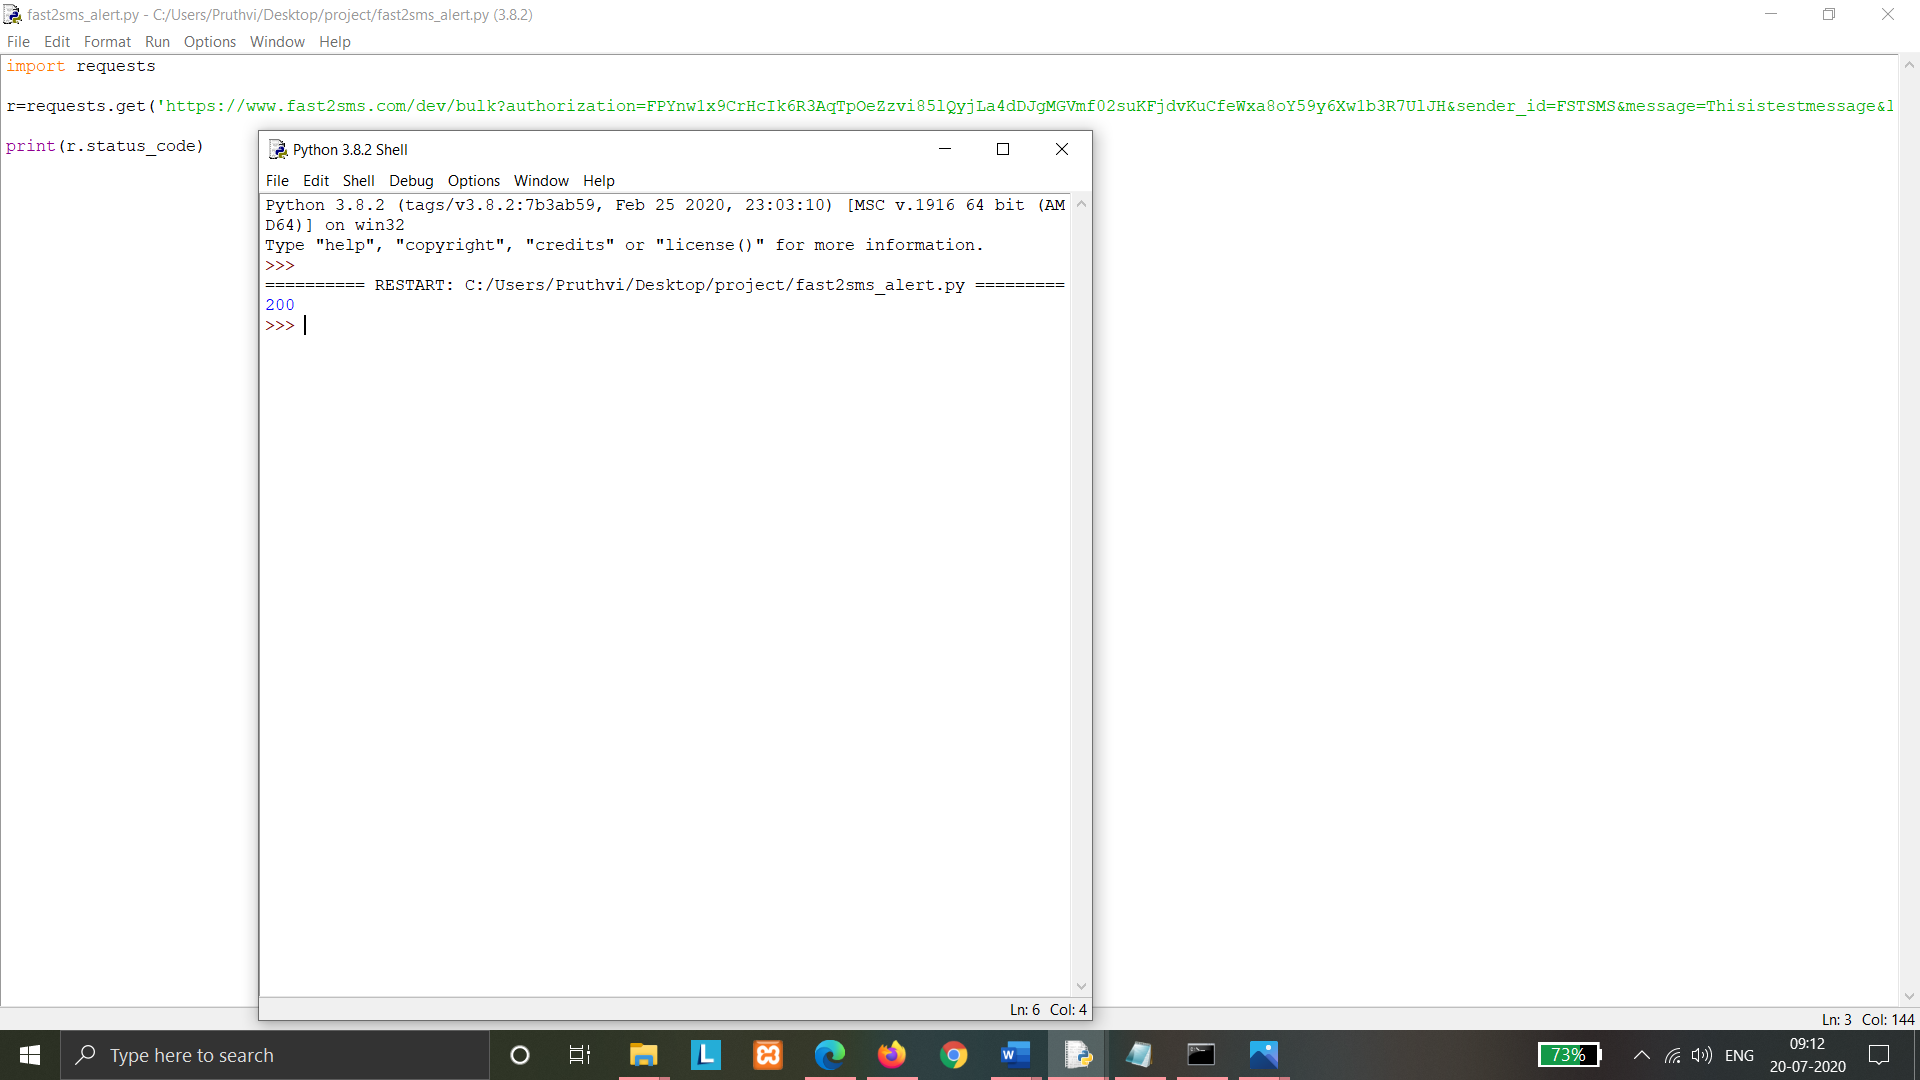 fast2sms_alert.py - C:/Users/Pruthvi/Desktop/project/fast2sms_alert.py (3.8.2)
File Edit Format Run Options Window Help
import requests
r=requests.get('https://www.fast2sms.com/dev/bulk?authorization=FPYnw1x9CrHcIk6R3AqTpOeZzvi85lQyjLa4dDJgMGVmf02suKFjdvKuCfeWxa8oY59y6Xw1b3R7UlJH&sender_id=FSTSMS&message=Thisistestmessage&l
print(r.status_code)
Python 3.8.2 Shell
File Edit Shell Debug Options Window Help
Python 3.8.2 (tags/v3.8.2:7b3ab59, Feb 25 2020, 23:03:10) [MSC v.1916 64 bit (AM
D64)] on win32
Type "help", "copyright", "credits" or "license()" for more information.
>>>
========== RESTART: C:/Users/Pruthvi/Desktop/project/fast2sms_alert.py =========
200
>>>
Ln: 6 Col: 4
Ln: 3 Col: 144
Type here to search
73%
ENG
09:12
20-07-2020